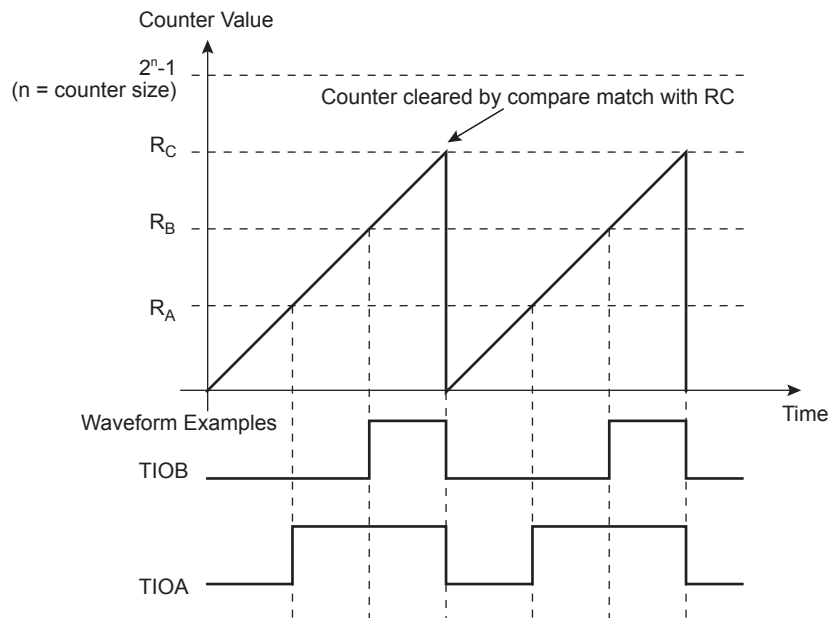 Counter Value
2ⁿ-1
(n = counter size)
Counter cleared by compare match with RC
R_C
R_B
R_A
Time
Waveform Examples
TIOB
TIOA